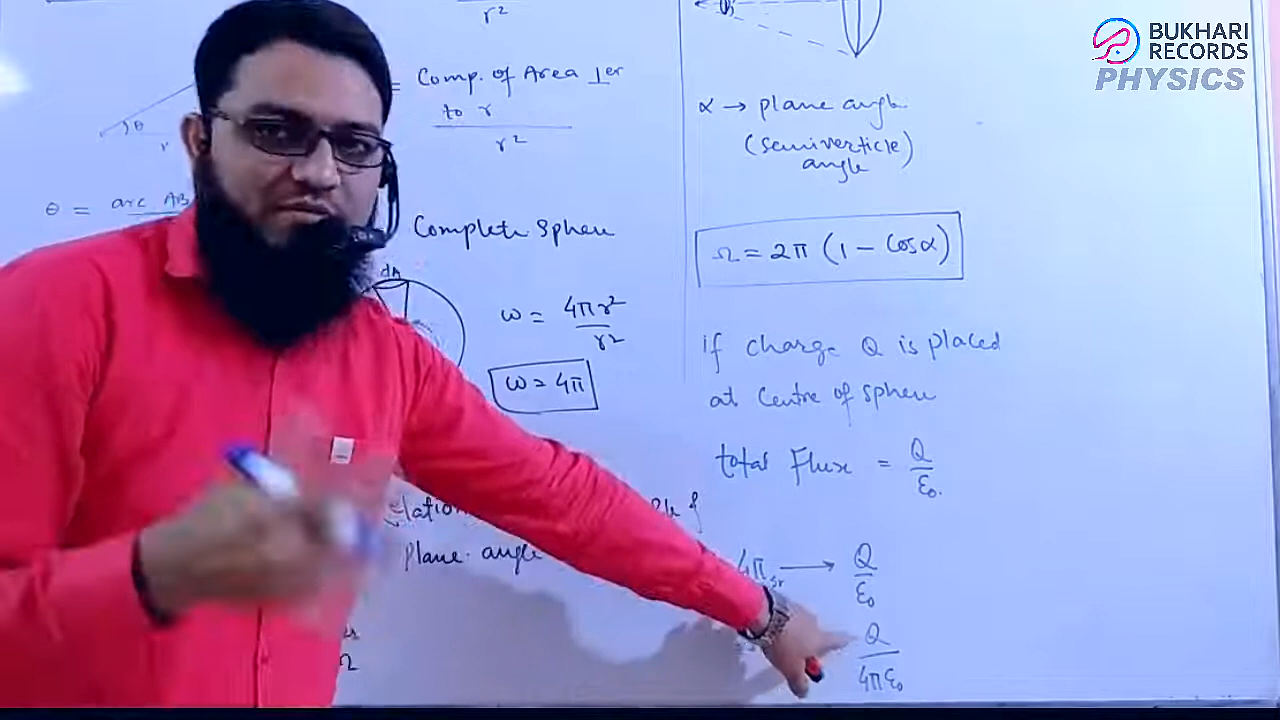 BUKHARI
RECORDS
PHYSICS
r²
θ
r
θ = arc AB
= Comp. of Area ⊥er
to r
r²
Complete Sphere
dA
ω = 4πr²
r²
ω = 4π
Plane angle
Ω
α → plane angle
(semiverticle)
angle
Ω = 2π (1 - Cosα)
if charge Q is placed
at Centre of sphere
total Flux = Q
ε₀.
4π sr → Q
ε₀
Q
4πε₀